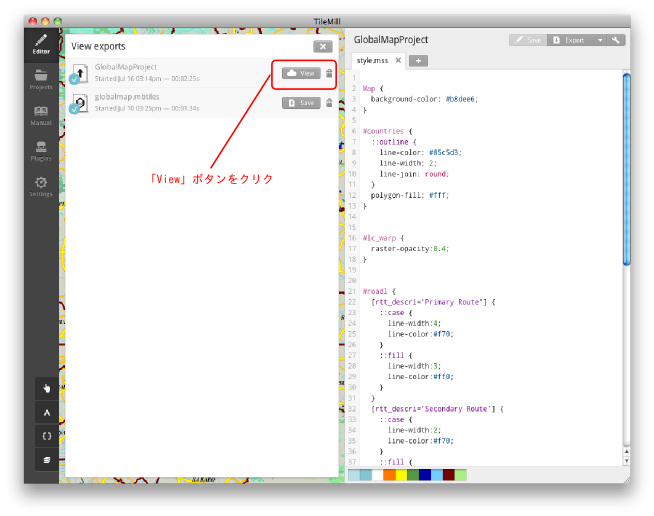 TileMill
Editor
Projects
Manual
Plugins
Settings
View exports
GlobalMapProject
Started Jul 16 03:14pm — 00:02:25s
View
globalmap.mbtiles
Started Jul 10 03:25pm — 00:01:34s
Save
「View」ボタンをクリク
GlobalMapProject
Save
Export
style.mss
1
2 Map {
3 background-color: #b8dee6;
4 }
5
6 #countries {
7 ::outline {
8 line-color: #85c5d3;
9 line-width: 2;
10 line-join: round;
11 }
12 polygon-fill: #fff;
13 }
14
15
16 #lc_warp {
17 raster-opacity:0.4;
18 }
19
20
21 #roadl {
22 [rtt_descri='Primary Route'] {
23 ::case {
24 line-width:4;
25 line-color:#f70;
26 }
27 ::fill {
28 line-width:3;
29 line-color:#ff0;
30 }
31 }
32 [rtt_descri='Secondary Route'] {
33 ::case {
34 line-width:2;
35 line-color:#f70;
36 }
37 ::fill {